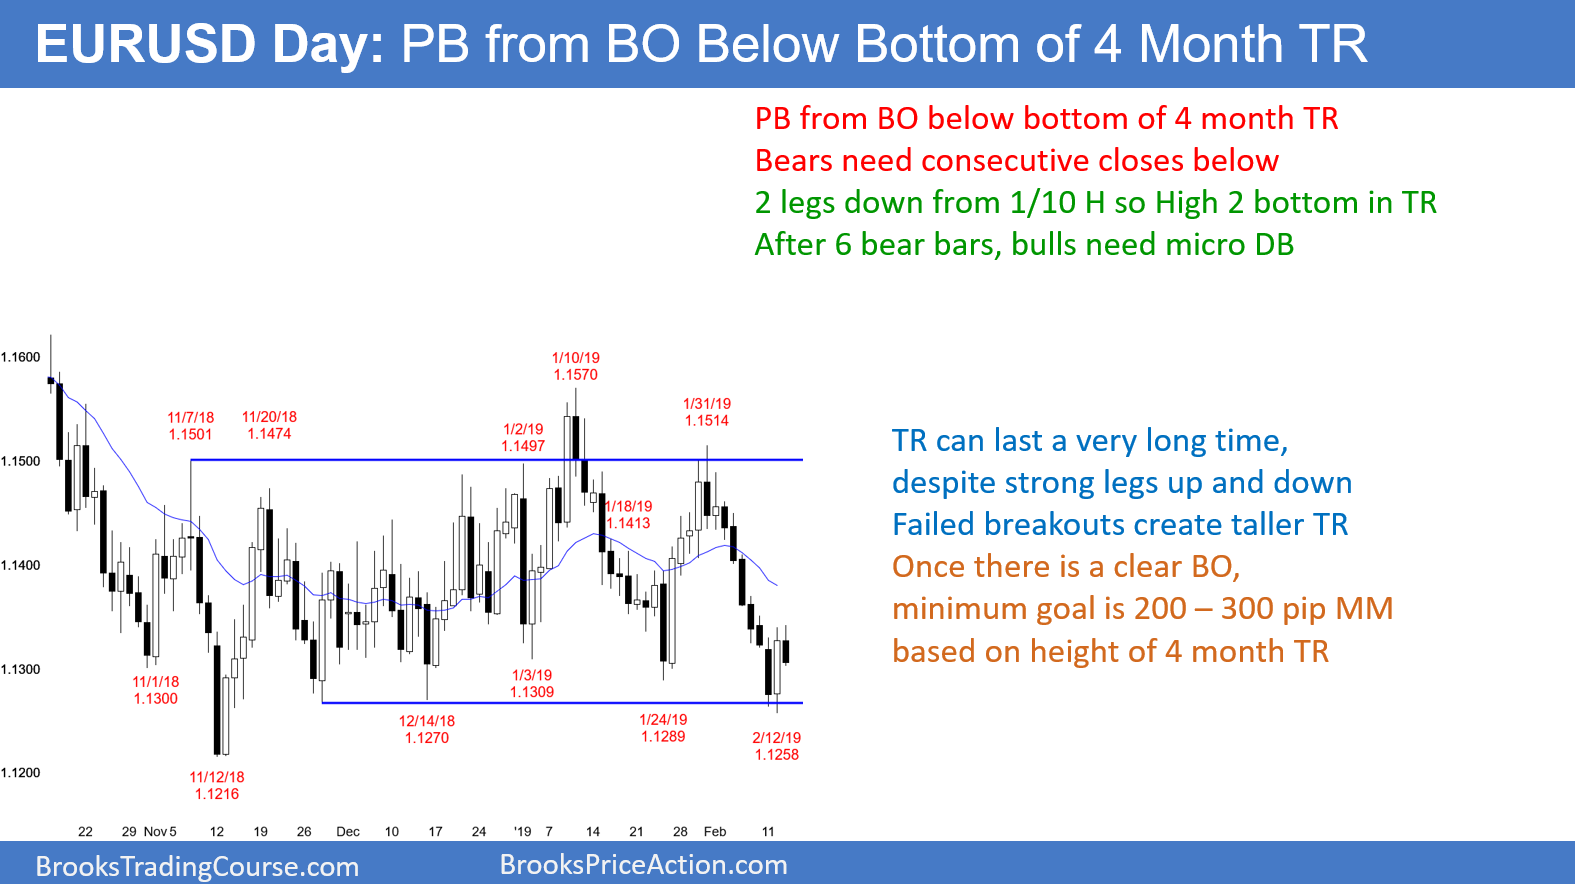 EURUSD Day: PB from BO Below Bottom of 4 Month TR
PB from BO below bottom of 4 month TR
Bears need consecutive closes below
2 legs down from 1/10 H so High 2 bottom in TR
After 6 bear bars, bulls need micro DB
1.1600
1.1500
1.1400
1.1300
1.1200
11/7/18
1.1501
11/20/18
1.1474
1/2/19
1.1497
1/10/19
1.1570
1/31/19
1.1514
1/18/19
1.1413
11/1/18
1.1300
11/12/18
1.1216
12/14/18
1.1270
1/3/19
1.1309
1/24/19
1.1289
2/12/19
1.1258
TR can last a very long time,
despite strong legs up and down
Failed breakouts create taller TR
Once there is a clear BO,
minimum goal is 200 – 300 pip MM
based on height of 4 month TR
22 29 Nov 5 12 19 26 Dec 10 17 24 '19 7 14 21 28 Feb 11
BrooksTradingCourse.com
BrooksPriceAction.com